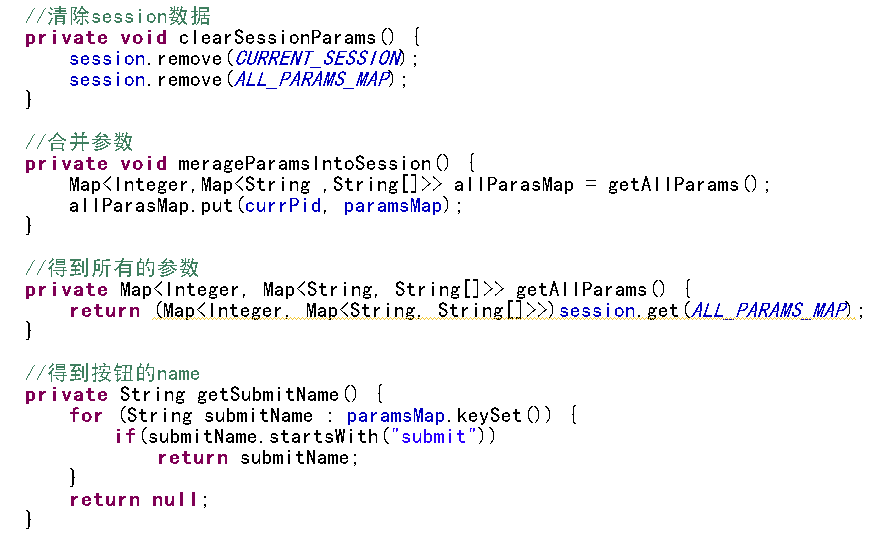 //清除session数据
private void clearSessionParams() {
    session.remove(CURRENT_SESSION);
    session.remove(ALL_PARAMS_MAP);
}

//合并参数
private void merageParamsIntoSession() {
    Map<Integer,Map<String ,String[]>> allParasMap = getAllParams();
    allParasMap.put(currPid, paramsMap);
}

//得到所有的参数
private Map<Integer, Map<String, String[]>> getAllParams() {
    return (Map<Integer, Map<String, String[]>>)session.get(ALL_PARAMS_MAP);
}

//得到按钮的name
private String getSubmitName() {
    for (String submitName : paramsMap.keySet()) {
        if(submitName.startsWith("submit"))
            return submitName;
    }
    return null;
}